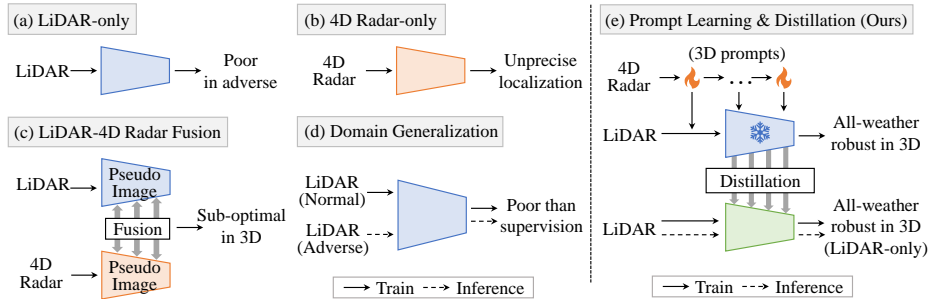 (a) LiDAR-only
LiDAR
Poor
in adverse
(b) 4D Radar-only
4D
Radar
Unprecise
localization
(c) LiDAR-4D Radar Fusion
LiDAR
Pseudo
Image
Fusion
Sub-optimal
in 3D
4D
Radar
Pseudo
Image
(d) Domain Generalization
LiDAR
(Normal)
LiDAR
(Adverse)
Poor than
supervision
Train
Inference
(e) Prompt Learning & Distillation (Ours)
4D
Radar
(3D prompts)
...
LiDAR
All-weather
robust in 3D
Distillation
LiDAR
All-weather
robust in 3D
(LiDAR-only)
Train
Inference